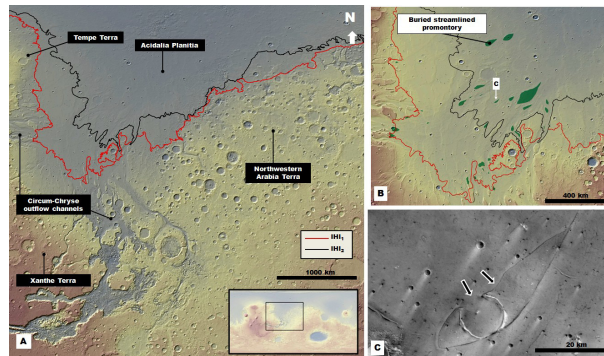 Tempe Terra
Acidalia Planitia
N
Northwestern
Arabia Terra
Circum-Chryse
outflow channels
IHI1
IHI2
1000 km
Xanthe Terra
A
Buried streamlined
promontory
C
B
400 km
C
20 km